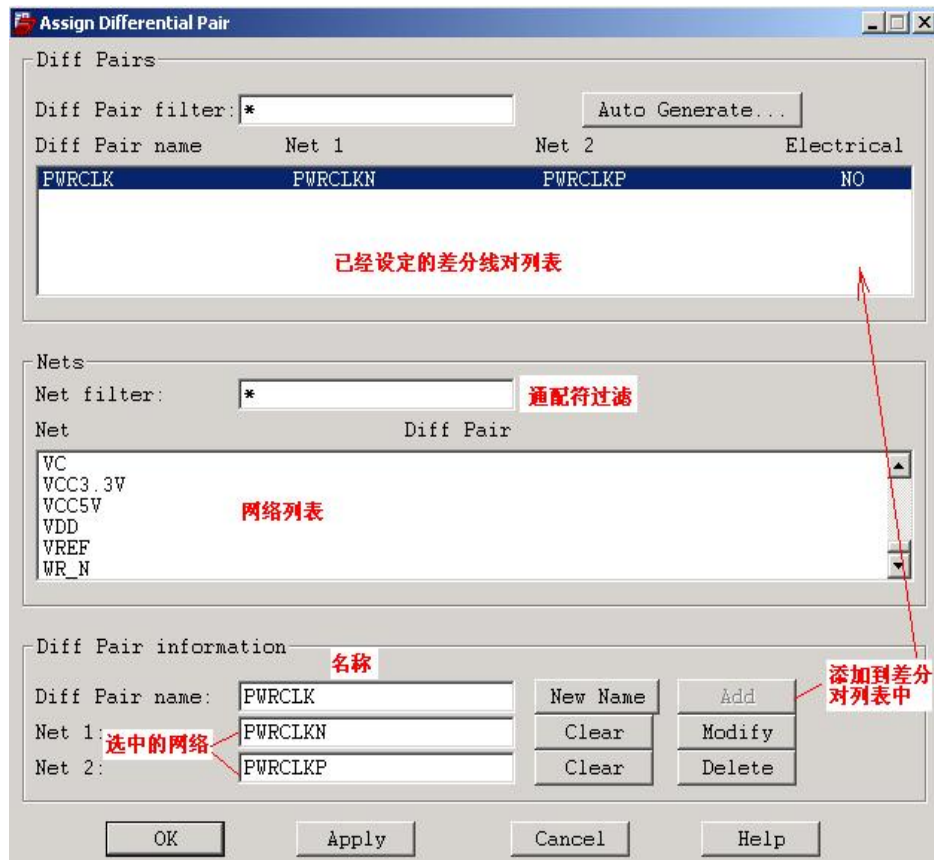 Assign Differential Pair
Diff Pairs
Diff Pair filter: * Auto Generate...
Diff Pair name Net 1 Net 2 Electrical
PWRCLK PWRCLKN PWRCLKP NO
已经设定的差分线对列表
Nets
Net filter: * 通配符过滤
Net Diff Pair
VC
VCC3.3V
VCC5V
网络列表
VDD
VREF
WR_N
Diff Pair information
名称
Diff Pair name: PWRCLK New Name Add
添加到差分
对列表中
Net 1: PWRCLKN Clear Modify
选中的网络
Net 2: PWRCLKP Clear Delete
OK Apply Cancel Help